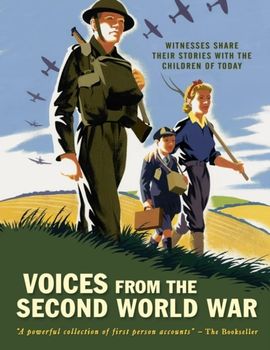 WITNESSES SHARE
THEIR STORIES WITH THE
CHILDREN OF TODAY
VOICES FROM THE
SECOND WORLD WAR
"A powerful collection of first person accounts" – The Bookseller